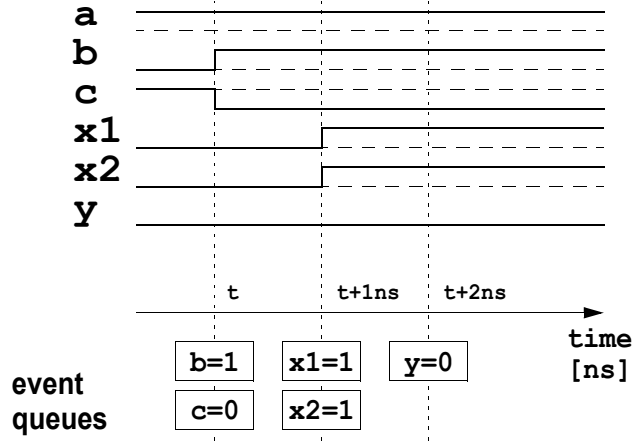 a
b
c
x1
x2
y
t t+1ns t+2ns
time
[ns]
b=1 x1=1 y=0
event
queues
c=0 x2=1